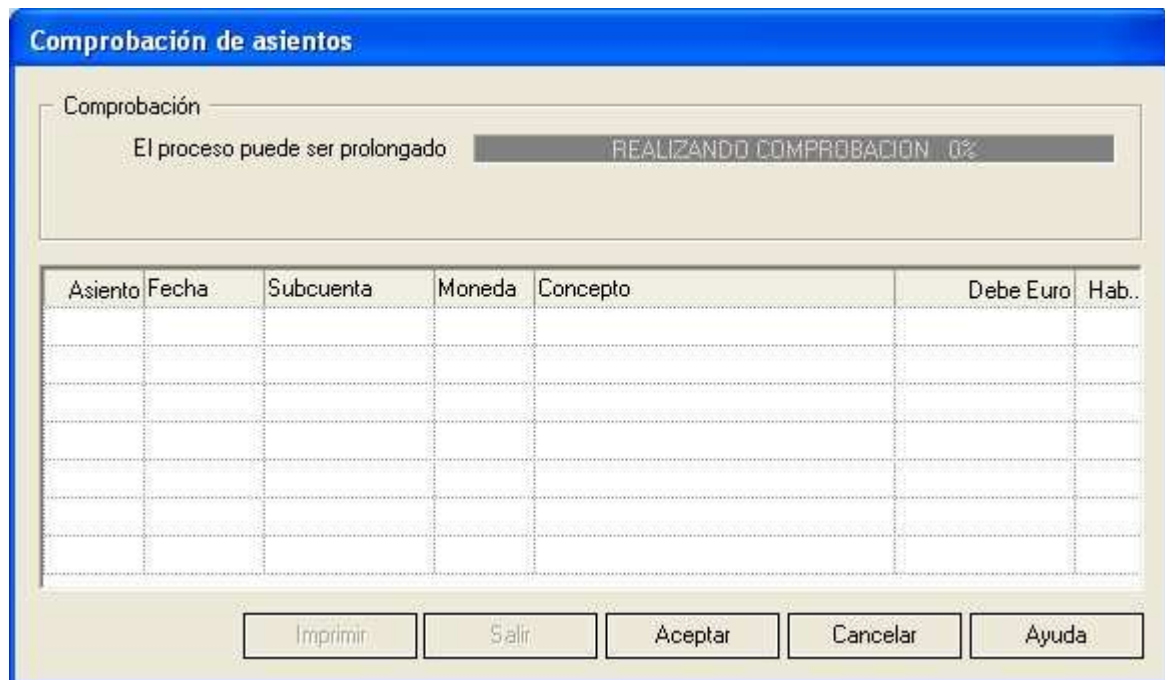 Comprobación de asientos
Comprobación
El proceso puede ser prolongado REALIZANDO COMPROBACION 0%
Asiento Fecha Subcuenta Moneda Concepto Debe Euro Hab..
Imprimir Salir Aceptar Cancelar Ayuda